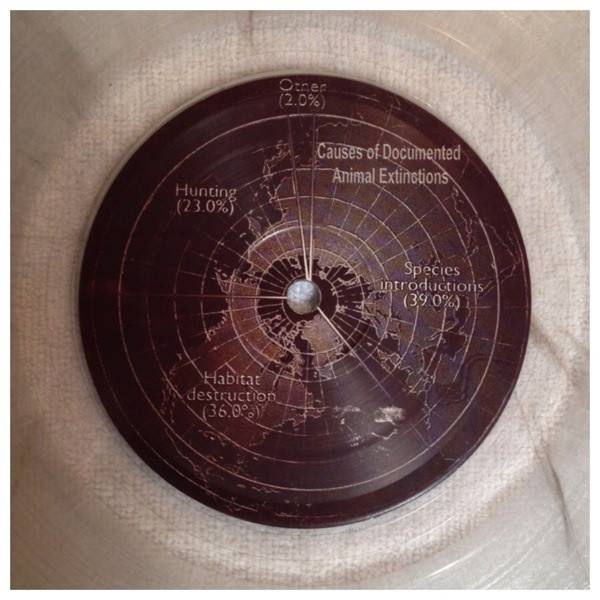 Other
(2.0%)
Causes of Documented
Animal Extinctions
Hunting
(23.0%)
Species
introductions
(39.0%)
Habitat
destruction
(36.0%)